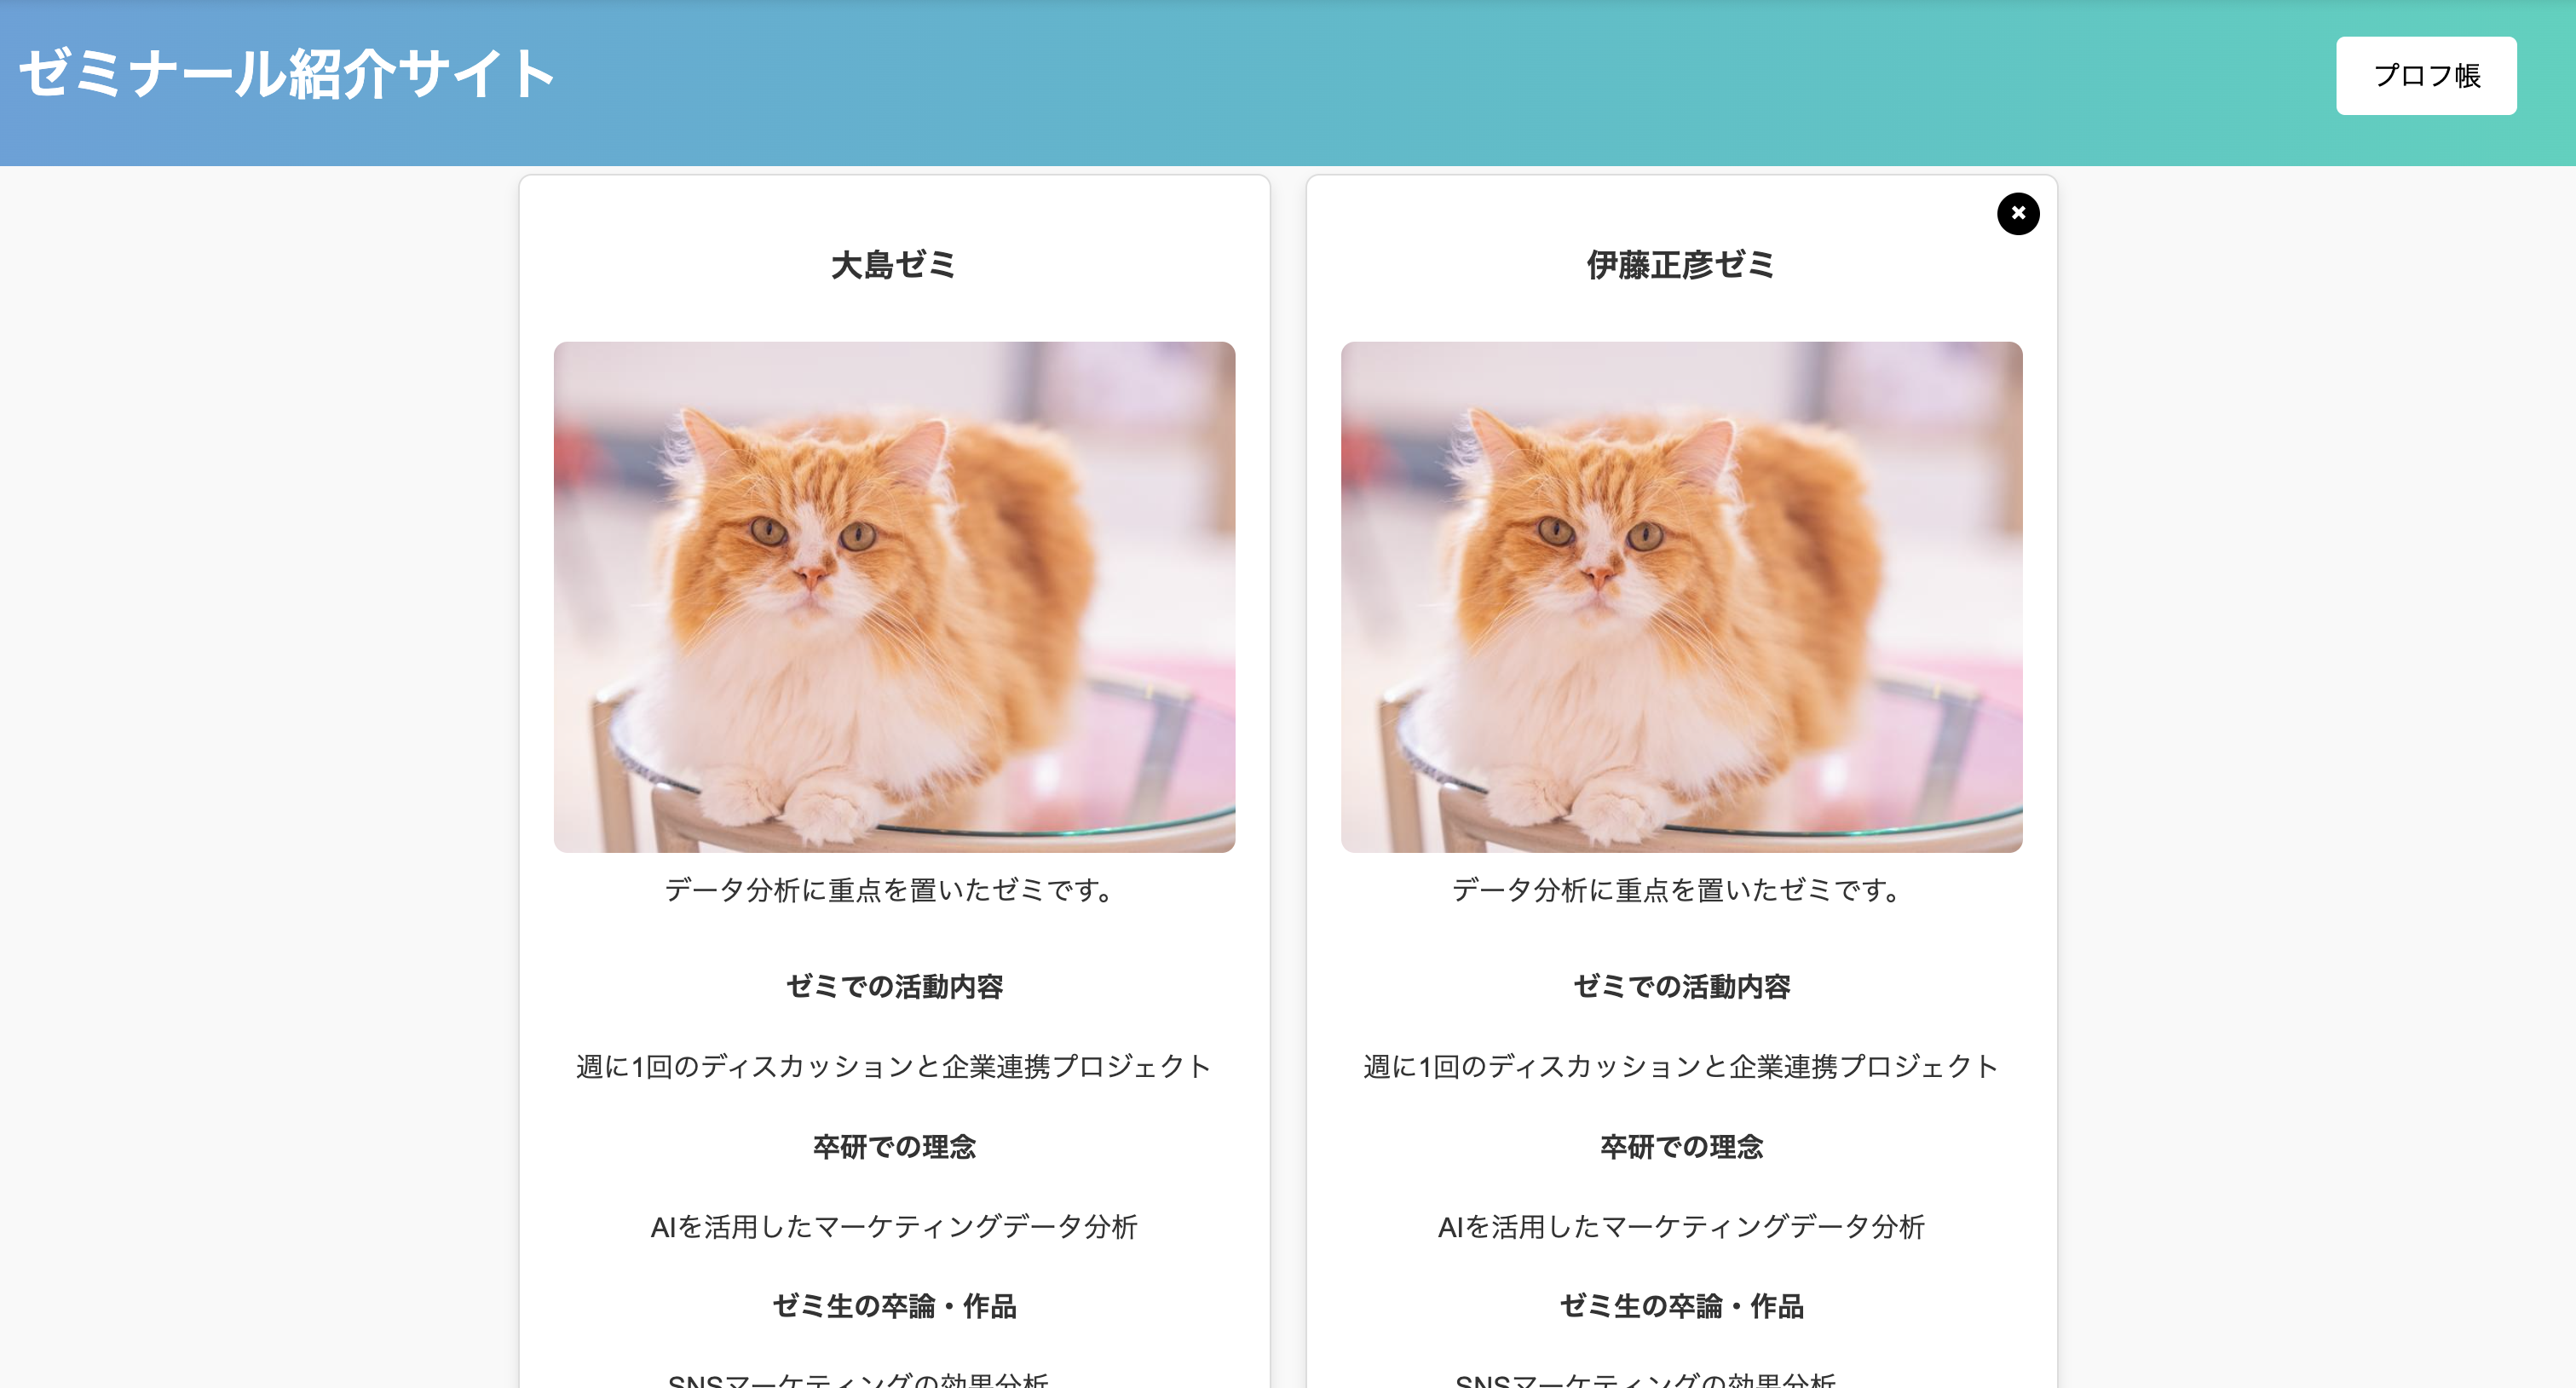 ゼミナール紹介サイト
プロフ帳
大島ゼミ
データ分析に重点を置いたゼミです。
ゼミでの活動内容
週に1回のディスカッションと企業連携プロジェクト
卒研での理念
AIを活用したマーケティングデータ分析
ゼミ生の卒論・作品
SNSマーケティングの効果分析
伊藤正彦ゼミ
データ分析に重点を置いたゼミです。
ゼミでの活動内容
週に1回のディスカッションと企業連携プロジェクト
卒研での理念
AIを活用したマーケティングデータ分析
ゼミ生の卒論・作品
SNSマーケティングの効果分析